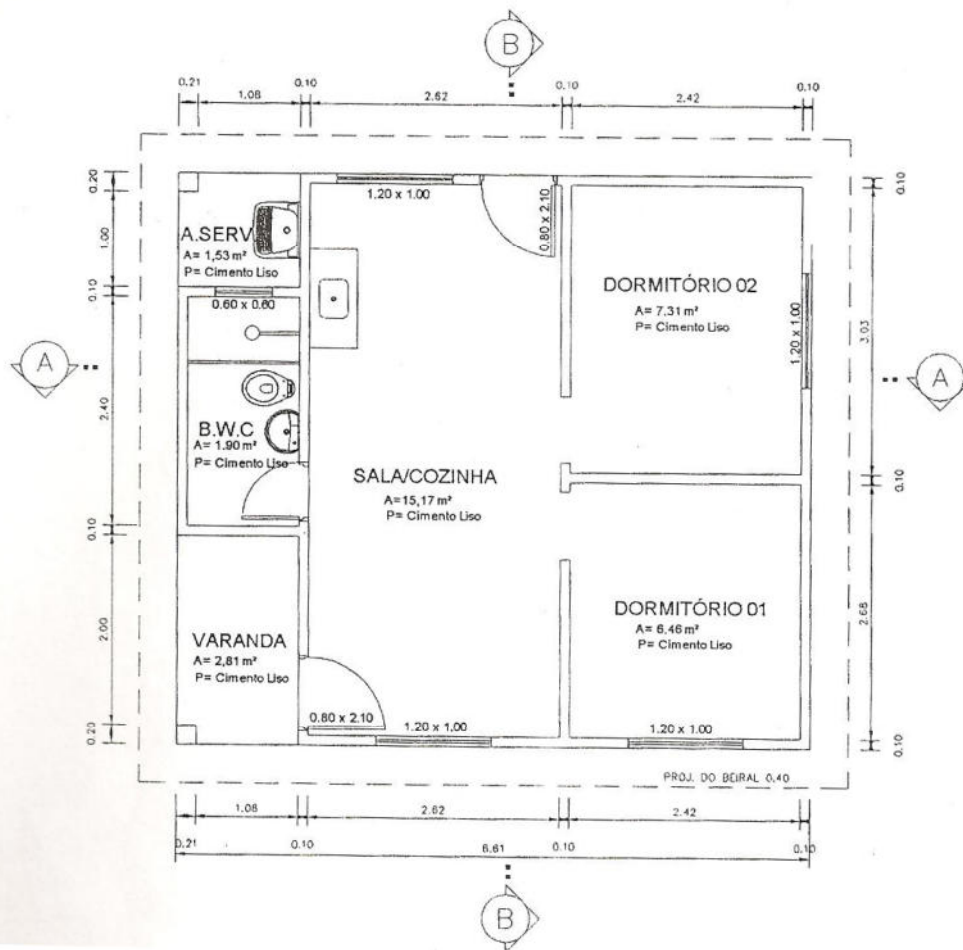 B
0.21
1.08
0.10
2.62
0.10
2.42
0.10
0.20
1.00
0.10
2.40
0.10
2.00
0.20
0.10
3.03
0.10
2.68
0.10
1.20 x 1.00
0.80 x 2.10
A.SERV
A= 1,53 m²
P= Cimento Liso
0.60 x 0.60
DORMITÓRIO 02
A= 7.31 m²
P= Cimento Liso
1.20 x 1.00
A
A
B.W.C
A= 1.90 m²
P= Cimento Liso
SALA/COZINHA
A=15,17 m²
P= Cimento Liso
DORMITÓRIO 01
A= 6.46 m²
P= Cimento Liso
VARANDA
A= 2,81 m²
P= Cimento Liso
0.80 x 2.10
1.20 x 1,00
1.20 x 1.00
PROJ. DO BEIRAL 0.40
1.08
2.62
2.42
0.21
0.10
6.61
0.10
0.10
B